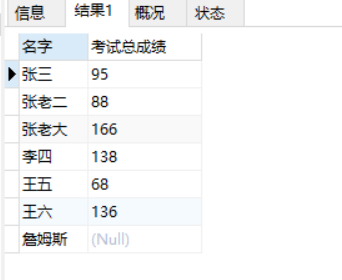 信息 结果1 概况 状态
名字 考试总成绩
张三 95
张老二 88
张老大 166
李四 138
王五 68
王六 136
詹姆斯 (Null)